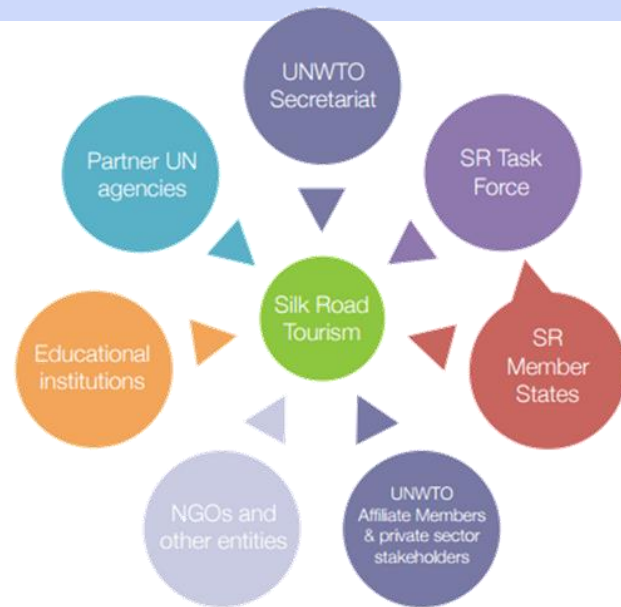 UNWTO
Secretariat
SR Task
Force
Partner UN
agencies
Silk Road
Tourism
SR
Member
States
Educational
institutions
NGOs and
other entities
UNWTO
Affiliate Members
& private sector
stakeholders